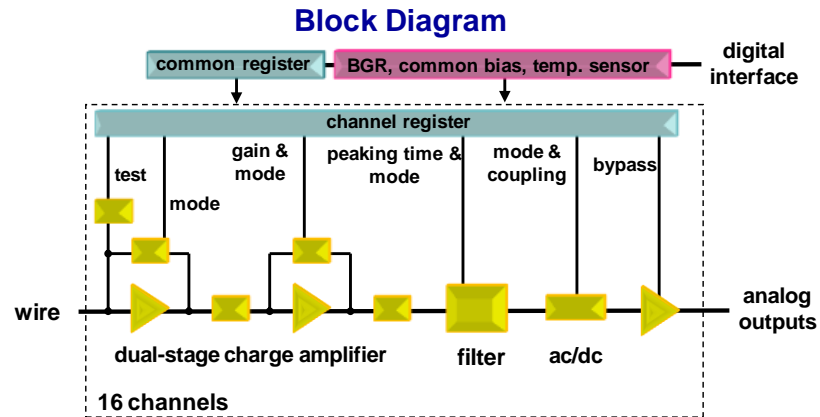 Block Diagram
common register
BGR, common bias, temp. sensor
digital
interface
channel register
test
mode
gain &
mode
peaking time &
mode
mode &
coupling
bypass
wire
analog
outputs
dual-stage charge amplifier
filter
ac/dc
16 channels